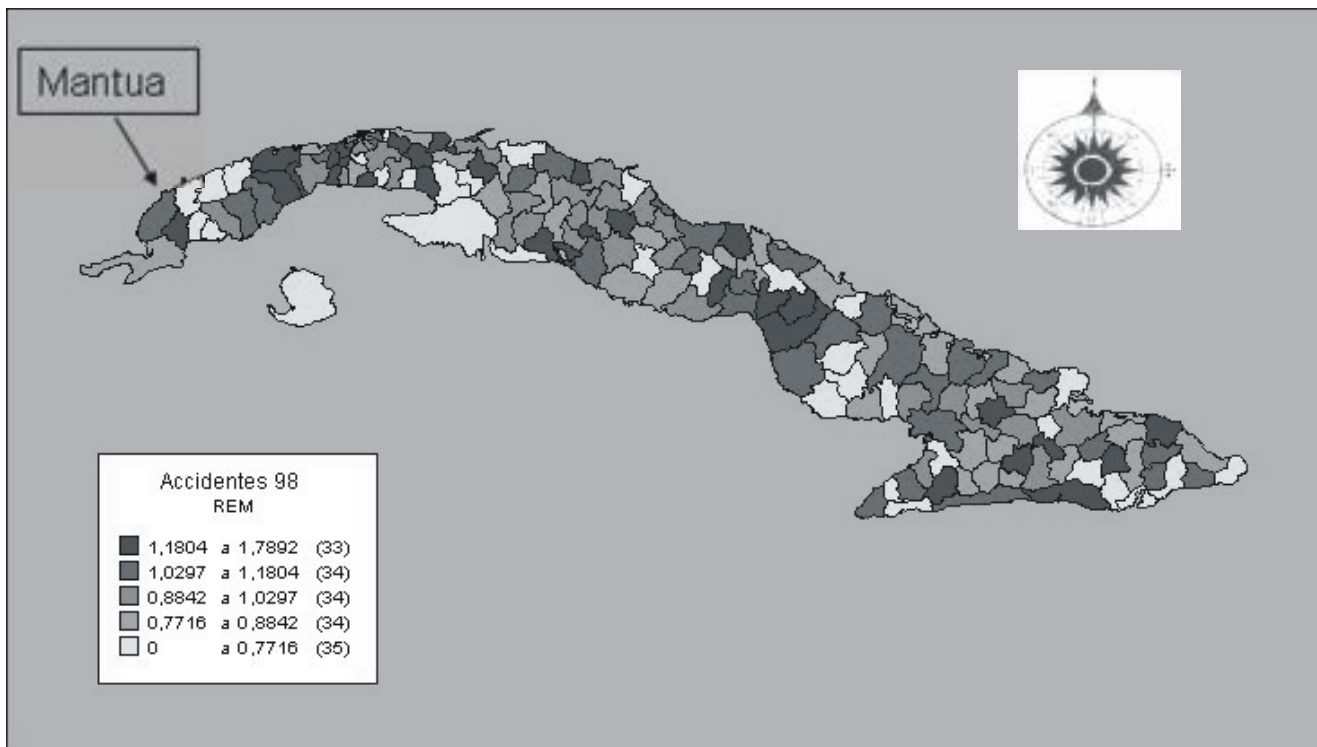 Mantua
Accidentes 98
REM
1,1804 a 1,7892 (33)
1,0297 a 1,1804 (34)
0,8842 a 1,0297 (34)
0,7716 a 0,8842 (34)
0 a 0,7716 (35)